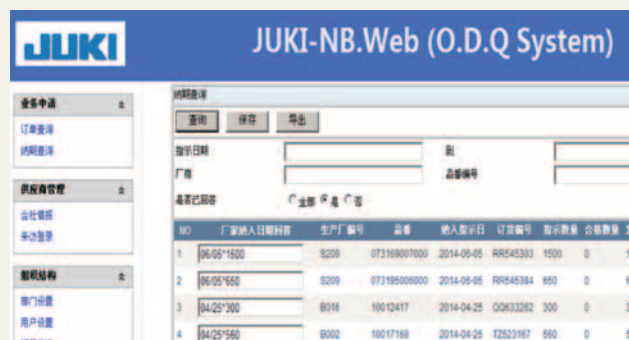 JUKI
JUKI-NB.Web (O.D.Q System)
业务申请
订单查询
纳期查询
供应商管理
会社情报
来访登录
组织结构
部门设置
用户设置
纳期查询
查询 保存 导出
指示日期 到
厂商 品番编号
是否已回答 全部 是 否
NO 厂家纳入日期回答 生产厂编号 品番 纳入指示日 订货编号 指示数量 合格数量
1 06/05*1500 S209 073169007000 2014-06-05 RR545393 1500 0
2 06/05*650 S209 073195006000 2014-06-05 RR545384 650 0
3 04/25*300 B016 10012417 2014-04-25 QQ633262 300 0
4 04/25*560 B002 10017168 2014-04-25 TZ523167 560 0